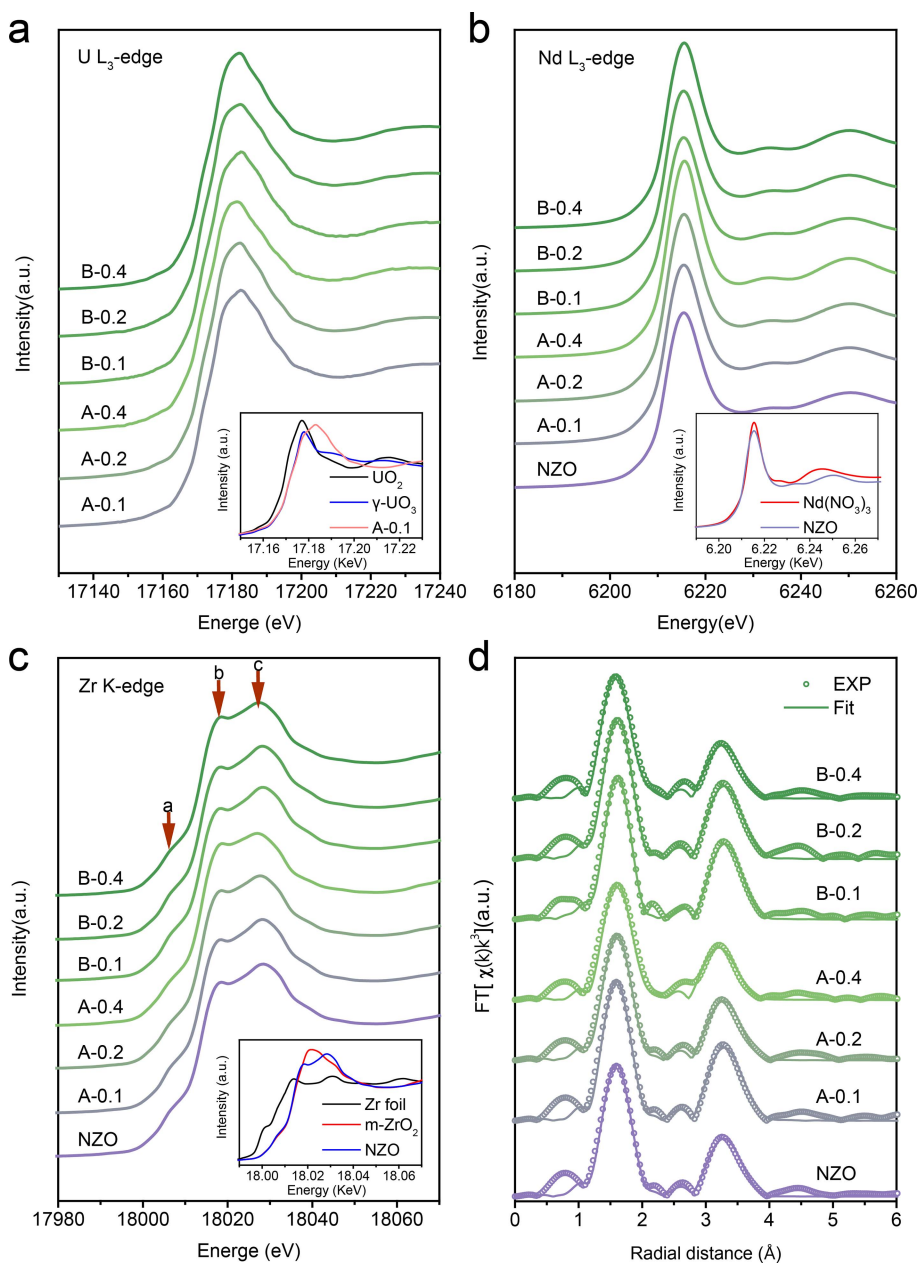 a
U L3-edge
B-0.4
B-0.2
B-0.1
A-0.4
A-0.2
A-0.1
Intensity(a.u.)
17140 17160 17180 17200 17220 17240
Energe (eV)
Intensity (a.u.)
UO2
γ-UO3
A-0.1
17.16 17.18 17.20 17.22
Energy (KeV)
b
Nd L3-edge
B-0.4
B-0.2
B-0.1
A-0.4
A-0.2
A-0.1
NZO
Intensity(a.u.)
6180 6200 6220 6240 6260
Energy(eV)
Intensity (a.u.)
Nd(NO3)3
NZO
6.20 6.22 6.24 6.26
Energy (KeV)
c
Zr K-edge
a
b
c
B-0.4
B-0.2
B-0.1
A-0.4
A-0.2
A-0.1
NZO
Intensity(a.u.)
17980 18000 18020 18040 18060
Energe (eV)
Intensity (a.u.)
Zr foil
m-ZrO2
NZO
18.00 18.02 18.04 18.06
Energy (KeV)
d
EXP
Fit
B-0.4
B-0.2
B-0.1
A-0.4
A-0.2
A-0.1
NZO
FT[χ(k)k³](a.u.)
0 1 2 3 4 5 6
Radial distance (Å)